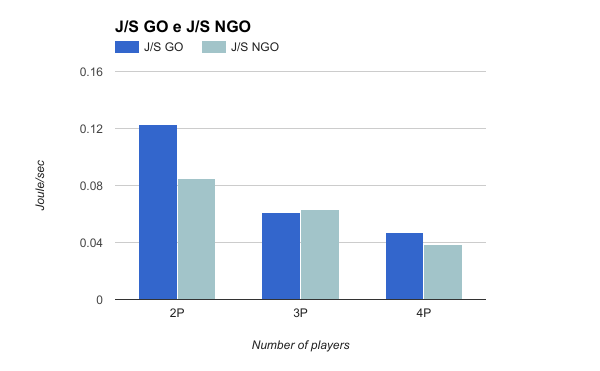 J/S GO e J/S NGO
J/S GO J/S NGO
0.16
0.12
0.08
0.04
0
Joule/sec
2P 3P 4P
Number of players